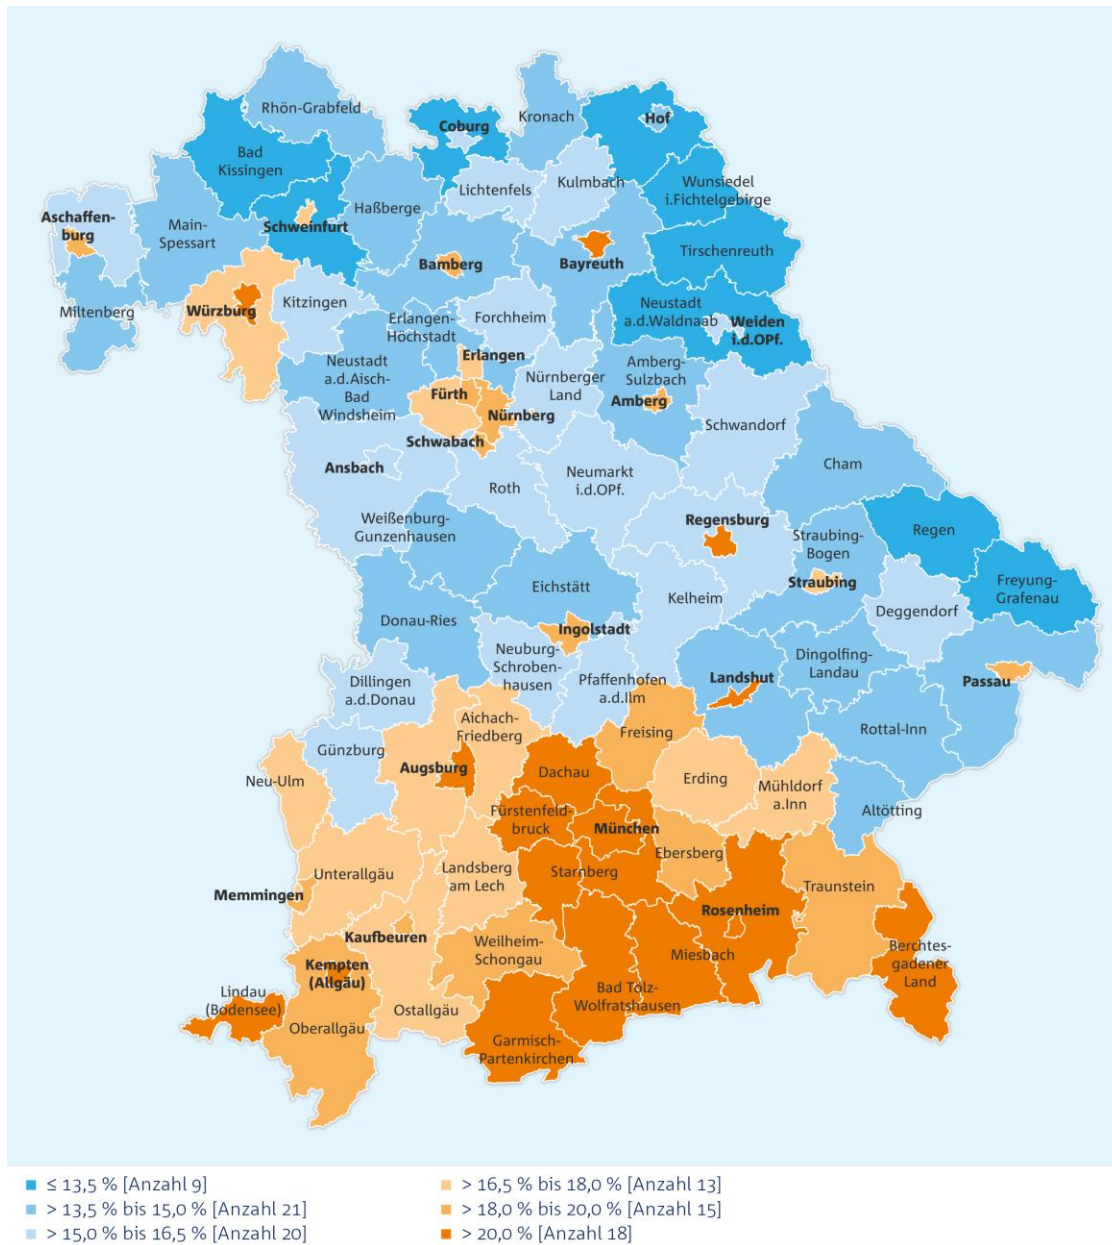 Rhön-Grabfeld
Kronach
Coburg
Hof
Bad
Kissingen
Kulmbach
Wunsiedel
i.Fichtelgebirge
Lichtenfels
Haßberge
Aschaffen-
burg
Main-
Spessart
Schweinfurt
Tirschenreuth
Bamberg
Bayreuth
Miltenberg
Würzburg
Kitzingen
Erlangen-
Höchstadt
Forchheim
Neustadt
a.d.Waldnaab
Weiden
i.d.OPf.
Neustadt
a.d.Aisch-
Bad
Windsheim
Erlangen
Nürnberger
Land
Amberg-
Sulzbach
Fürth
Amberg
Nürnberg
Schwandorf
Schwabach
Ansbach
Neumarkt
i.d.OPf.
Cham
Roth
Weißenburg-
Gunzenhausen
Regensburg
Straubing-
Bogen
Regen
Eichstätt
Straubing
Freyung-
Grafenau
Kelheim
Deggendorf
Donau-Ries
Ingolstadt
Neuburg-
Schroben-
hausen
Dingolfing-
Landau
Dillingen
a.d.Donau
Pfaffenhofen
a.d.Ilm
Landshut
Passau
Aichach-
Friedberg
Freising
Rottal-Inn
Günzburg
Neu-Ulm
Augsburg
Dachau
Erding
Mühldorf
a.Inn
Fürstenfeld-
bruck
München
Altötting
Ebersberg
Unterallgäu
Landsberg
am Lech
Starnberg
Traunstein
Memmingen
Rosenheim
Kaufbeuren
Weilheim-
Schongau
Miesbach
Berchtes-
gadener
Land
Kempten
(Allgäu)
Lindau
(Bodensee)
Bad Tölz-
Wolfratshausen
Ostallgäu
Oberallgäu
Garmisch-
Partenkirchen
≤ 13,5 % [Anzahl 9]
> 13,5 % bis 15,0 % [Anzahl 21]
> 15,0 % bis 16,5 % [Anzahl 20]
> 16,5 % bis 18,0 % [Anzahl 13]
> 18,0 % bis 20,0 % [Anzahl 15]
> 20,0 % [Anzahl 18]